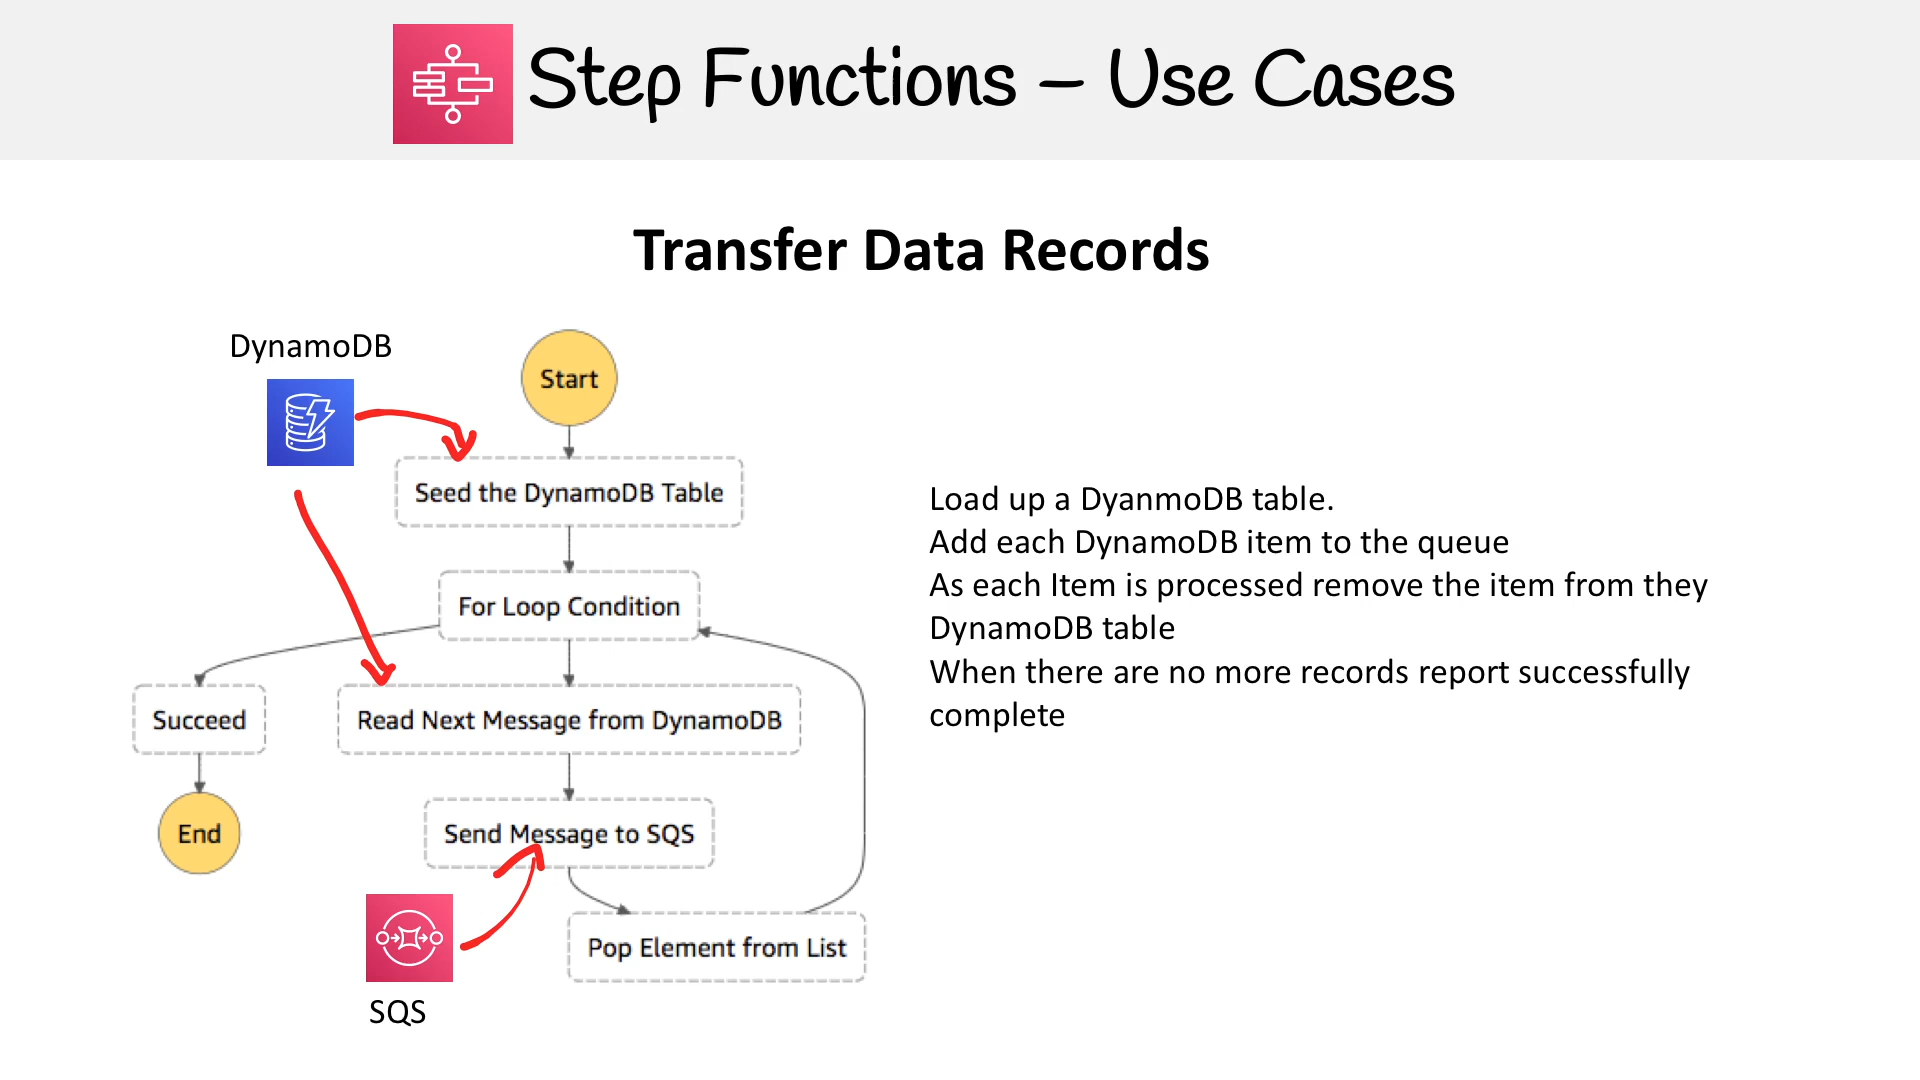 Step Functions – Use Cases
Transfer Data Records
DynamoDB
Start
Seed the DynamoDB Table
For Loop Condition
Succeed
Read Next Message from DynamoDB
End
Send Message to SQS
Pop Element from List
SQS
Load up a DyanmoDB table.
Add each DynamoDB item to the queue
As each Item is processed remove the item from they
DynamoDB table
When there are no more records report successfully
complete